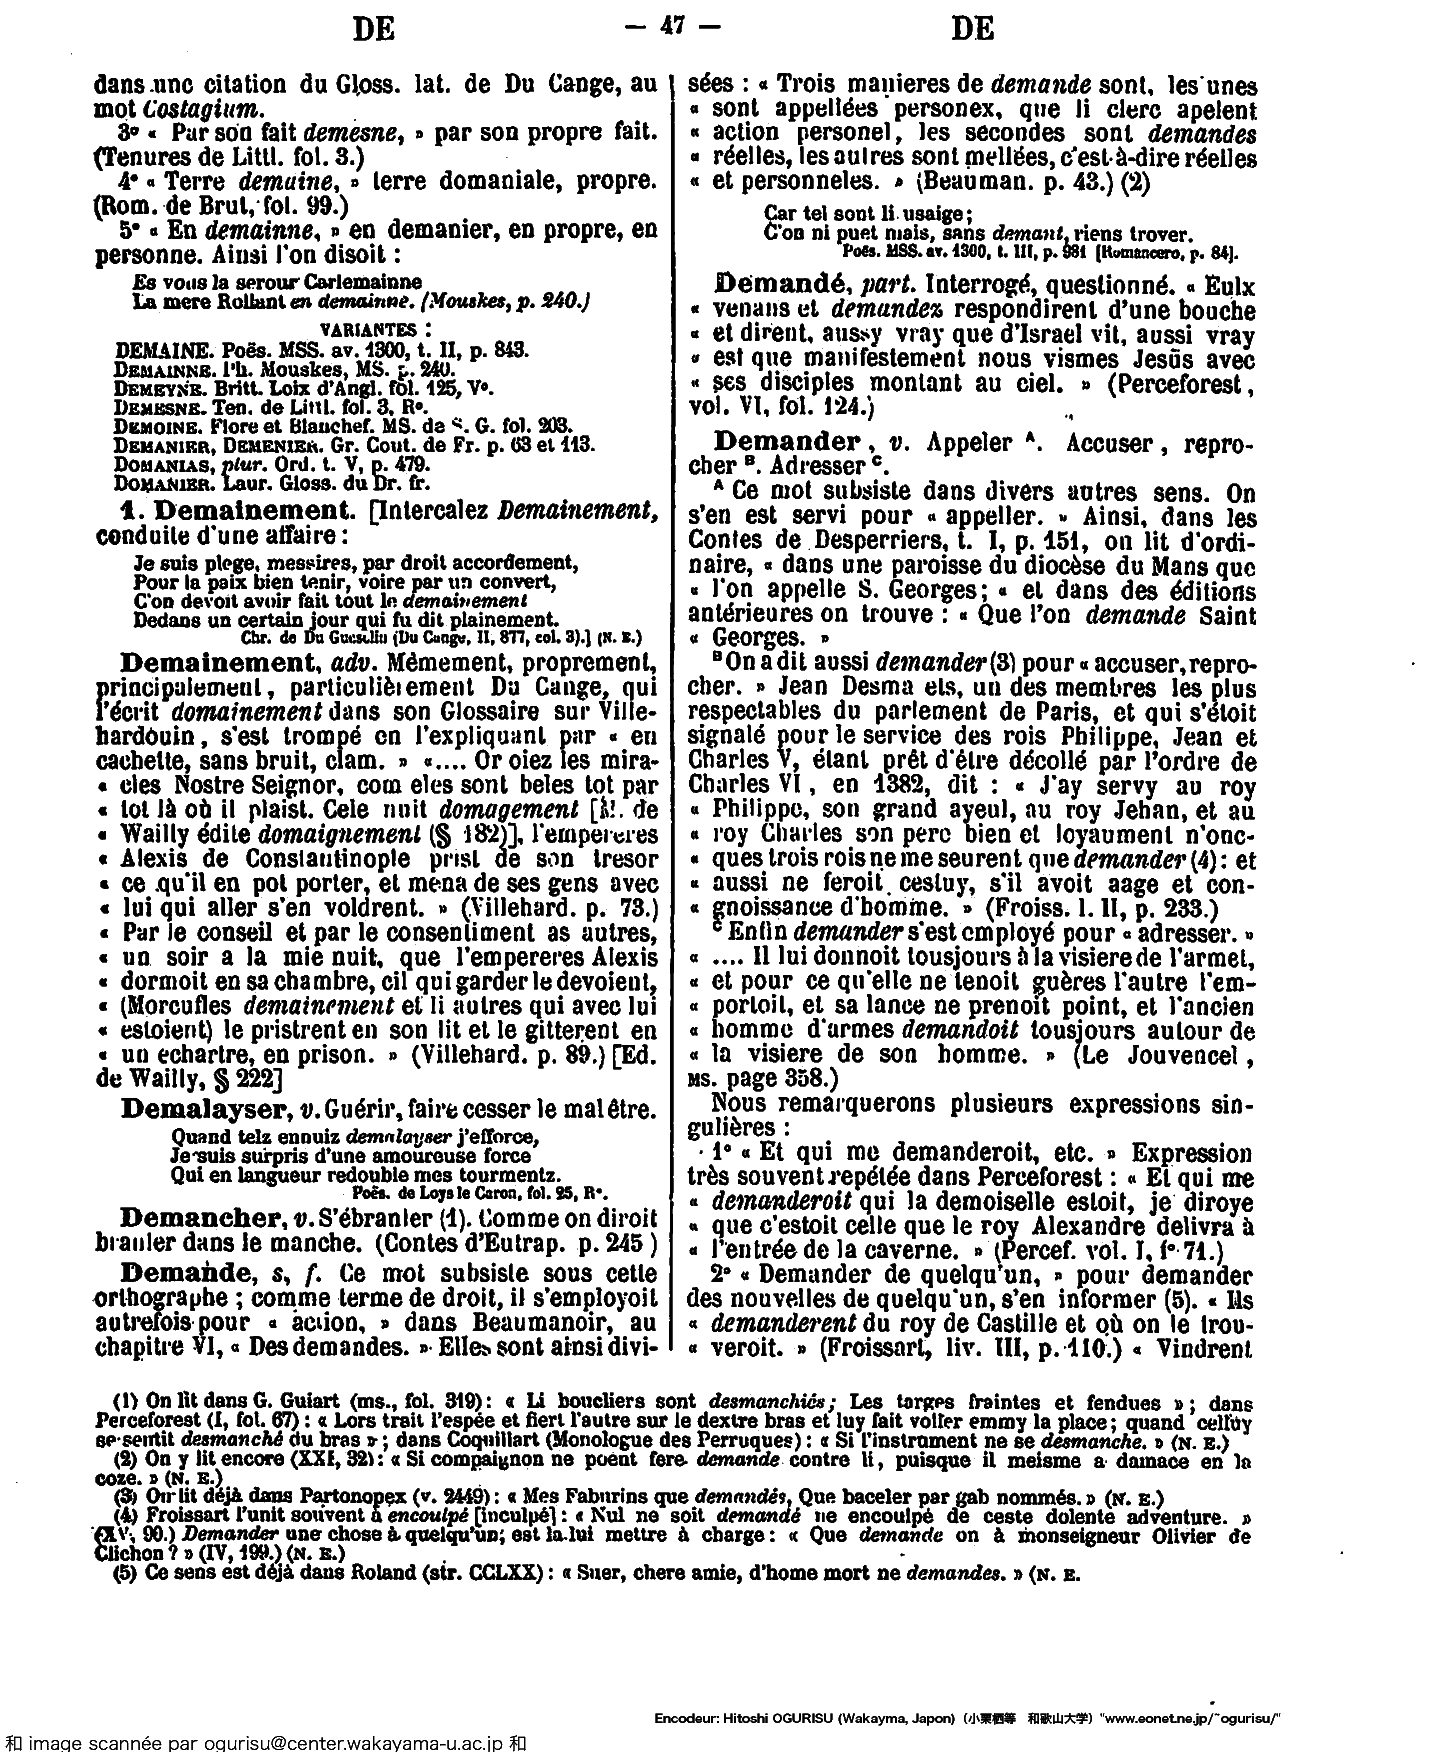 DE — 47 — DE
dans une citation du Gloss. lat. de Du Cange, au
mot Costagium.
3º « Par son fait demesne, » par son propre fait.
(Tenures de Littl. fol. 3.)
4º « Terre demaine, » terre domaniale, propre.
(Rom. de Brut, fol. 99.)
5º « En demainne, » en demanier, en propre, en
personne. Ainsi l'on disoit :
Es vous la serour Carlemainne
La mere Rollant en demainne. (Mouskes, p. 240.)
VARIANTES :
DEMAINE. Poës. MSS. av. 1300, t. II, p. 843.
DEMAINNE. Ph. Mouskes, MS. p. 240.
DEMEYNE. Britt. Loix d'Angl. fol. 125, Vº.
DEMESNE. Ten. de Littl. fol. 3, Rº.
DEMOINE. Flore et Blanchef. MS. de S. G. fol. 203.
DEMANIER, DEMENIER. Gr. Cout. de Fr. p. 63 et 113.
DOMANIAS, plur. Ord. t. V, p. 479.
DOMANIER. Laur. Gloss. du Dr. fr.
1. Demainement. [Intercalez Demainement,
conduite d'une affaire :
Je suis plege, messires, par droit accordement,
Pour la paix bien tenir, voire par un convert,
C'on devoit avoir fait tout le demainement
Dedans un certain jour qui fu dit plainement.
Chr. de Du Guesclin (Du Cange, II, 877, col. 3).] (N. E.)
Demainement, adv. Mêmement, proprement,
principalement, particulièrement Du Cange, qui
l'écrit domainement dans son Glossaire sur Ville-
hardouin, s'est trompé en l'expliquant par « en
cachette, sans bruit, clam. » «.... Or oiez les mira-
« cles Nostre Seignor, com eles sont beles tot par
« tot là où il plaist. Cele nuit domagement [M. de
« Wailly édite domaignement (§ 182)], l'empereres
« Alexis de Constantinople prist de son tresor
« ce qu'il en pot porter, et mena de ses gens avec
« lui qui aller s'en voldrent. » (Villehard. p. 73.)
« Par le conseil et par le consentiment as autres,
« un soir a la mie nuit, que l'empereres Alexis
« dormoit en sa chambre, cil qui garder le devoient,
« (Morcufles demainement et li autres qui avec lui
« estoient) le pristrent en son lit et le gitterent en
« un echartre, en prison. » (Villehard. p. 89.) [Ed.
de Wailly, § 222]
Demalayser, v. Guérir, faire cesser le mal être.
Quand telz ennuiz demalayser j'efforce,
Je suis surpris d'une amoureuse force
Qui en langueur redouble mes tourmentz.
Poës. de Loys le Caron, fol. 25, Rº.
Demancher, v. S'ébranler (1). Comme on diroit
branler dans le manche. (Contes d'Eutrap. p. 245)
Demande, s, f. Ce mot subsiste sous cette
orthographe ; comme terme de droit, il s'employoit
autrefois pour « action, » dans Beaumanoir, au
chapitre VI, « Des demandes. » Elles sont ainsi divi-
sées : « Trois manieres de demande sont, les unes
« sont appellées personex, que li clerc apelent
« action personel, les secondes sont demandes
« réelles, les autres sont mellées, c'est-à-dire réelles
« et personneles. » (Beauman. p. 43.) (2)
Car tel sont li usaige;
C'on ni puet mais, sans demant, riens trover.
Poës. MSS. av. 1300, t. III, p. 981 [Romancero, p. 84].
Demandé, part. Interrogé, questionné. « Eulx
« venans et demandez respondirent d'une bouche
« et dirent, aussy vray que d'Israel vit, aussi vray
« est que manifestement nous vismes Jesüs avec
« ses disciples montant au ciel. » (Perceforest,
vol. VI, fol. 124.)
Demander, v. Appeler A. Accuser, repro-
cher B. Adresser C.
A Ce mot subsiste dans divers autres sens. On
s'en est servi pour « appeller. » Ainsi, dans les
Contes de Desperriers, t. I, p. 151, on lit d'ordi-
naire, « dans une paroisse du diocèse du Mans que
« l'on appelle S. Georges; « et dans des éditions
antérieures on trouve : « Que l'on demande Saint
« Georges. »
B On a dit aussi demander (3) pour « accuser, repro-
cher. » Jean Desmarets, un des membres les plus
respectables du parlement de Paris, et qui s'étoit
signalé pour le service des rois Philippe, Jean et
Charles V, étant prêt d'être décollé par l'ordre de
Charles VI, en 1382, dit : « J'ay servy au roy
« Philippe, son grand ayeul, au roy Jehan, et au
« roy Charles son pere bien et loyaument n'onc-
« ques trois rois ne me seurent que demander (4) : et
« aussi ne feroit cestuy, s'il avoit aage et con-
« gnoissance d'homme. » (Froiss. l. II, p. 233.)
C Enfin demander s'est employé pour « adresser. »
« .... Il lui donnoit tousjours à la visiere de l'armet,
« et pour ce qu'elle ne tenoit guères l'autre l'em-
« portoit, et sa lance ne prenoit point, et l'ancien
« homme d'armes demandoit tousjours autour de
« la visiere de son homme. » (Le Jouvencel,
MS. page 358.)
Nous remarquerons plusieurs expressions sin-
gulières :
1º « Et qui me demanderoit, etc. » Expression
très souvent repétée dans Perceforest : « Et qui me
« demanderoit qui la demoiselle estoit, je diroye
« que c'estoit celle que le roy Alexandre delivra à
« l'entrée de la caverne. » (Percef. vol. I, fº 71.)
2º « Demander de quelqu'un, » pour demander
des nouvelles de quelqu'un, s'en informer (5). « Ils
« demanderent du roy de Castille et où on le trou-
« veroit. » (Froissart, liv. III, p. 110.) « Vindrent
(1) On lit dans G. Guiart (ms., fol. 319) : « Li boucliers sont desmanchiés; Les targes fraintes et fendues » ; dans
Perceforest (I, fol. 67) : « Lors trait l'espée et fiert l'autre sur le dextre bras et luy fait voller emmy la place ; quand celluy
se sentit desmanché du bras » ; dans Coquillart (Monologue des Perruques) : « Si l'instrument ne se desmanche. » (N. E.)
(2) On y lit encore (XXI, 32) : « Si compaignon ne poent fere demande contre li, puisque il meisme a damace en la
coze. » (N. E.)
(3) On lit déjà dans Partonopex (v. 2449) : « Mes Faburins que demandés, Que baceler par gab nommés. » (N. E.)
(4) Froissart l'unit souvent à encoulpé [inculpé] : « Nul ne soit demandé ne encoulpé de ceste dolente adventure. »
(XV, 90.) Demander une chose à quelqu'un; est la lui mettre à charge : « Que demande on à monseigneur Olivier de
Clichon ? » (IV, 199.) (N. E.)
(5) Ce sens est déjà dans Roland (str. CCLXX) : « Suer, chere amie, d'home mort ne demandes. » (N. E.
Encodeur: Hitoshi OGURISU (Wakayma, Japon) (小栗栖等 和歌山大学) "www.eonet.ne.jp/~ogurisu/"
和 image scannée par ogurisu@center.wakayama-u.ac.jp 和